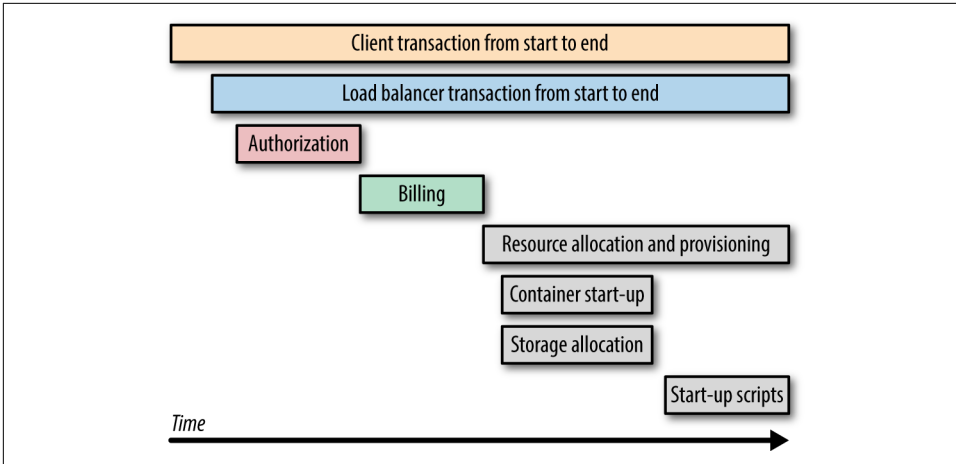 Client transaction from start to end
Load balancer transaction from start to end
Authorization
Billing
Resource allocation and provisioning
Container start-up
Storage allocation
Start-up scripts
Time